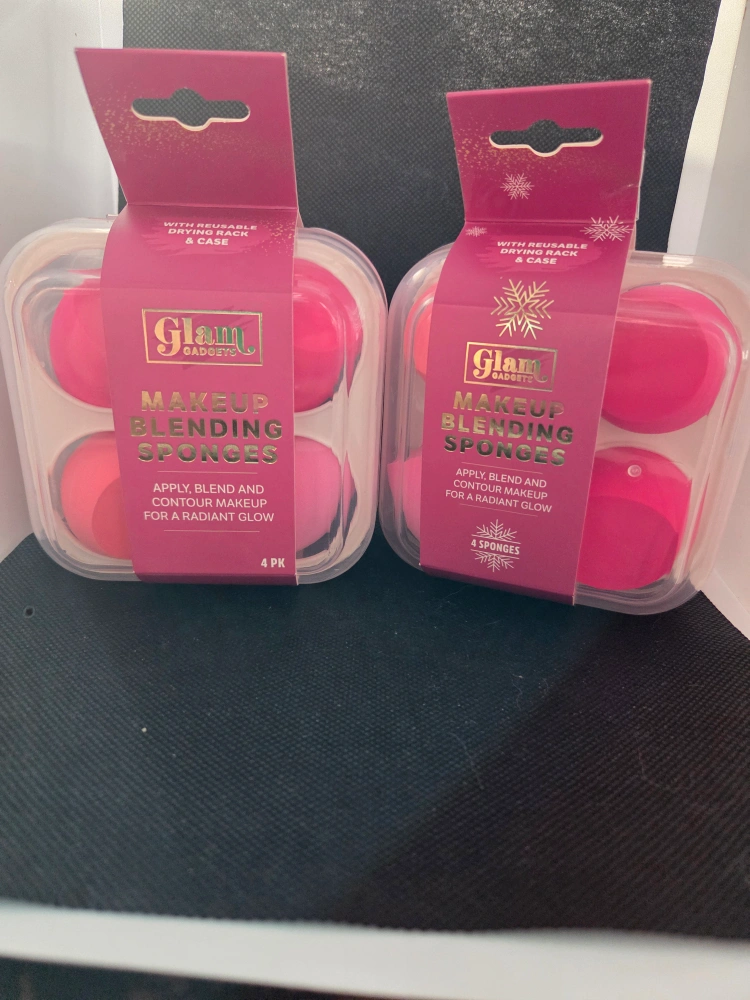 WITH REUSABLE
DRYING RACK
& CASE
Glam
GADGETS
MAKEUP
BLENDING
SPONGES
APPLY, BLEND AND
CONTOUR MAKEUP
FOR A RADIANT GLOW
4 PK
WITH REUSABLE
DRYING RACK
& CASE
Glam
GADGETS
MAKEUP
BLENDING
SPONGES
APPLY, BLEND AND
CONTOUR MAKEUP
FOR A RADIANT GLOW
4 SPONGES